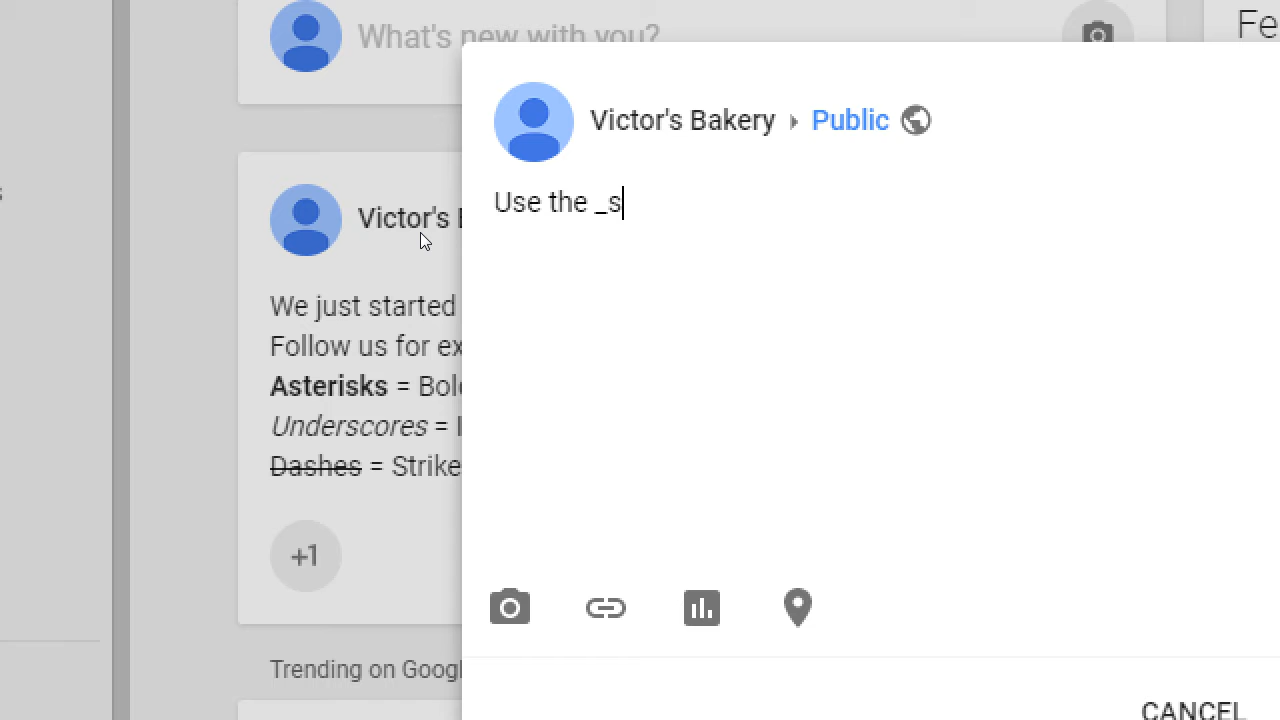 What's new with you?
Fe
Victor's Bakery Public
Use the _s
Victor's
We just started
Follow us for ex
Asterisks = Bold
Underscores =
Dashes = Strike
+1
Trending on Googl
CANCEL